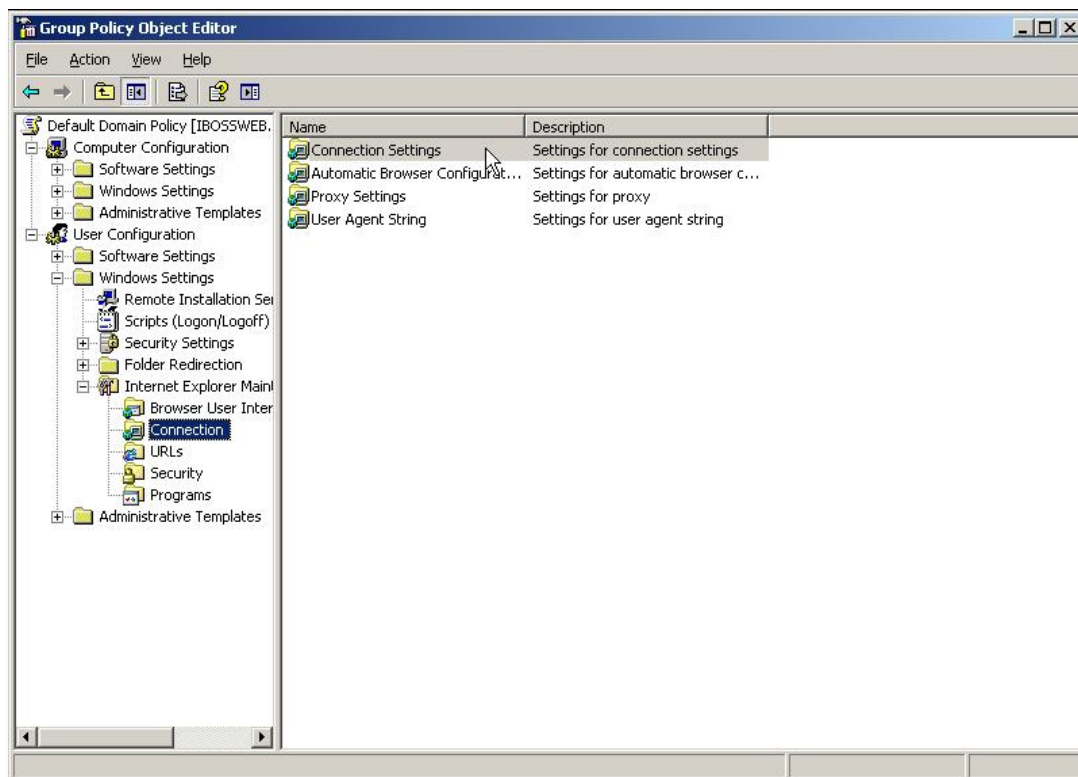 Group Policy Object Editor
File Action View Help
Default Domain Policy [IBOSSWEB.
Computer Configuration
Software Settings
Windows Settings
Administrative Templates
User Configuration
Software Settings
Windows Settings
Remote Installation Ser
Scripts (Logon/Logoff)
Security Settings
Folder Redirection
Internet Explorer Maint
Browser User Inter
Connection
URLs
Security
Programs
Administrative Templates
Name Description
Connection Settings Settings for connection settings
Automatic Browser Configurat... Settings for automatic browser c...
Proxy Settings Settings for proxy
User Agent String Settings for user agent string